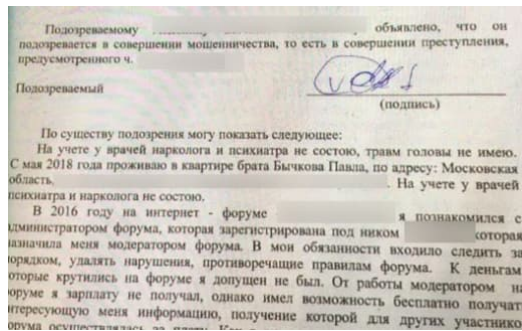 Подозреваемому объявлено, что он
подозревается в совершении мошенничества, то есть в совершении преступления,
предусмотренного ч.
Подозреваемый
(подпись)
По существу подозрения могу показать следующее:
На учете у врачей нарколога и психиатра не состою, травм головы не имею.
С мая 2018 года проживаю в квартире брата Бычкова Павла, по адресу: Московская
область, . На учете у врачей
психиатра и нарколога не состою.
В 2016 году на интернет - форуме я познакомился с
администратором форума, которая зарегистрирована под ником которая
назначила меня модератором форума. В мои обязанности входило следить за
порядком, удалять нарушения, противоречащие правилам форума. К деньгам,
которые крутились на форуме я допущен не был. От работы модератором на
форуме я зарплату не получал, однако имел возможность бесплатно получать
интересующую меня информацию, получение которой для других участников
форума осуществлялась за плату.